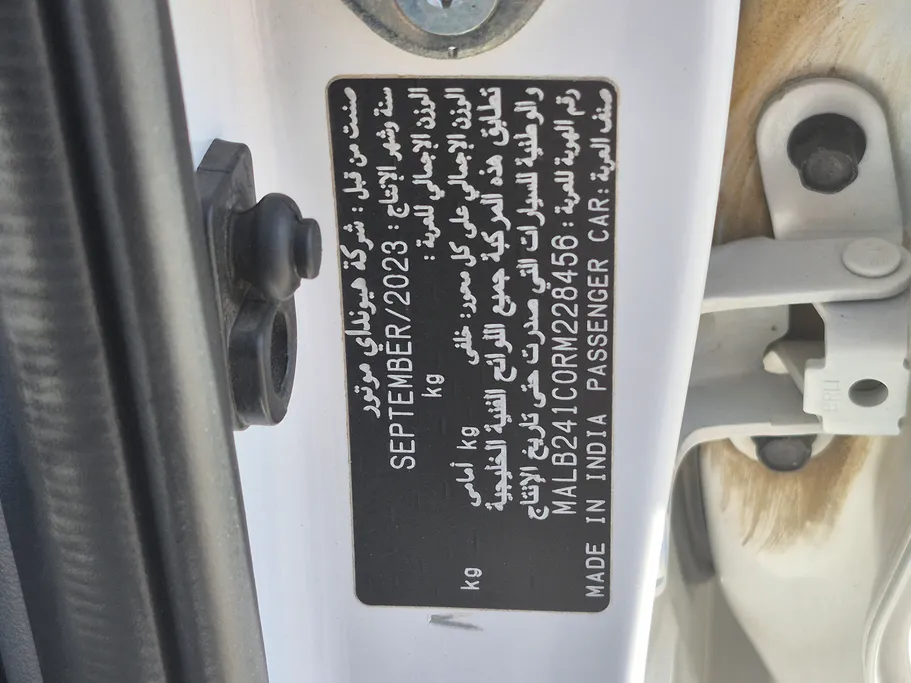 صنعت من قبل : شركة هيونداي موتور
سنة وشهر الإنتاج : SEPTEMBER/2023
الوزن الإجمالي للعربة : kg
الوزن الإجمالي على كل محور: خلفي kg أمامى kg
تطابق هذه المركبة جميع اللوائح الفنية الخليجية
والوطنية للسيارات التي صدرت حتى تاريخ الإنتاج
رقم الهوية للعربة : MALB241C0RM228456
صنف العربة : MADE IN INDIA PASSENGER CAR
BRLI